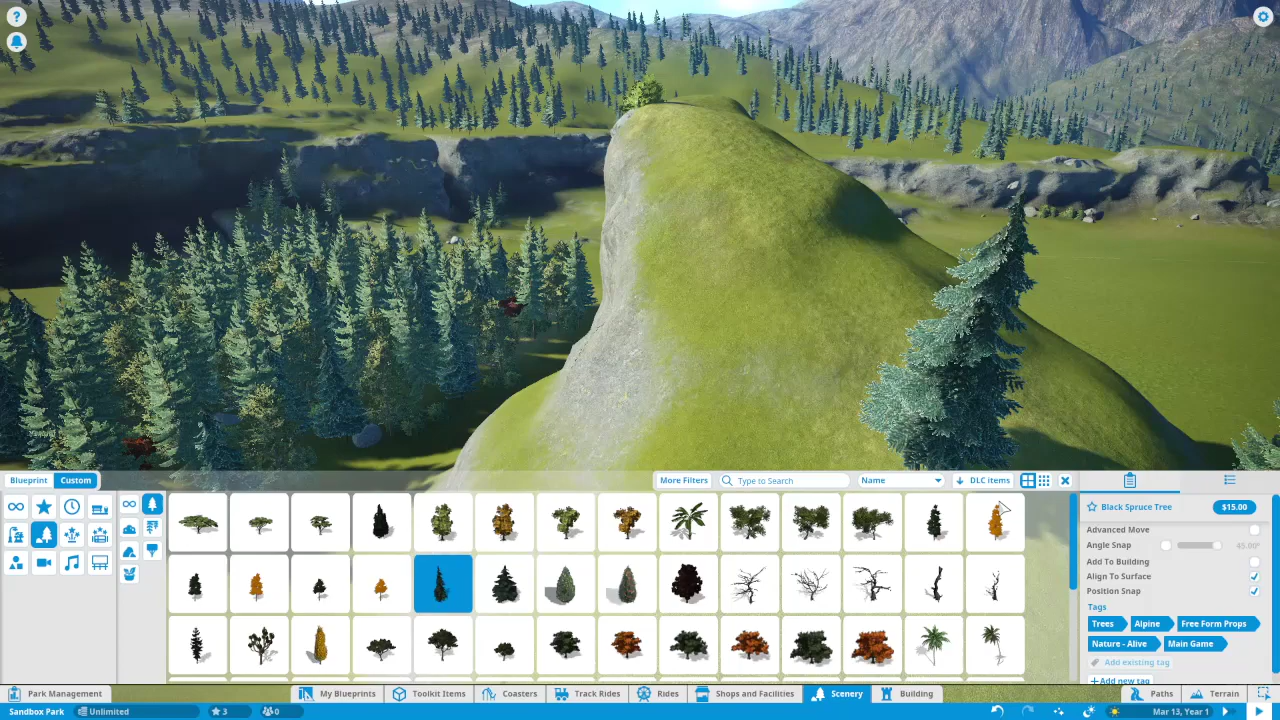 ?
Blueprint
Custom
More Filters
Type to Search
Name
DLC items
Black Spruce Tree
$15.00
Advanced Move
Angle Snap
45.00°
Add To Building
Align To Surface
Position Snap
Tags
Trees
Alpine
Free Form Props
Nature - Alive
Main Game
Add existing tag
+Add new tag
Park Management
My Blueprints
Toolkit Items
Coasters
Track Rides
Rides
Shops and Facilities
Scenery
Building
Paths
Terrain
Sandbox Park
Unlimited
3
0
Mar 13, Year 1